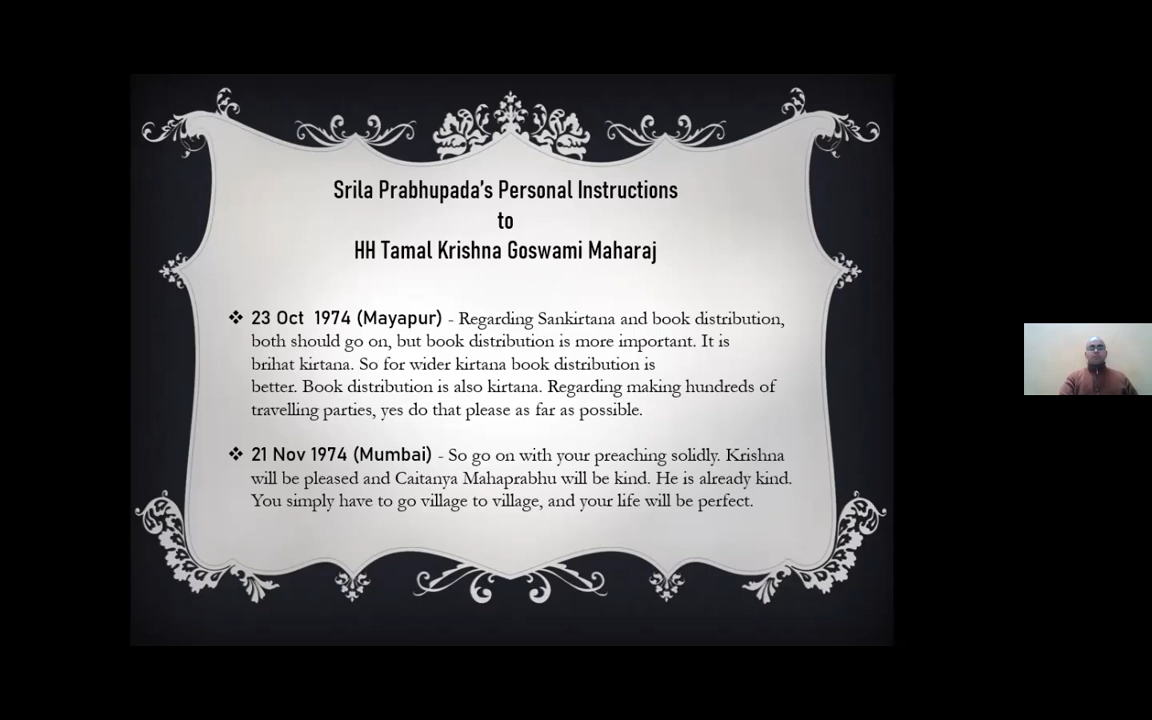 Srila Prabhupada's Personal Instructions
to
HH Tamal Krishna Goswami Maharaj
❖ 23 Oct 1974 (Mayapur) - Regarding Sankirtana and book distribution,
both should go on, but book distribution is more important. It is
brihat kirtana. So for wider kirtana book distribution is
better. Book distribution is also kirtana. Regarding making hundreds of
travelling parties, yes do that please as far as possible.
❖ 21 Nov 1974 (Mumbai) - So go on with your preaching solidly. Krishna
will be pleased and Caitanya Mahaprabhu will be kind. He is already kind.
You simply have to go village to village, and your life will be perfect.